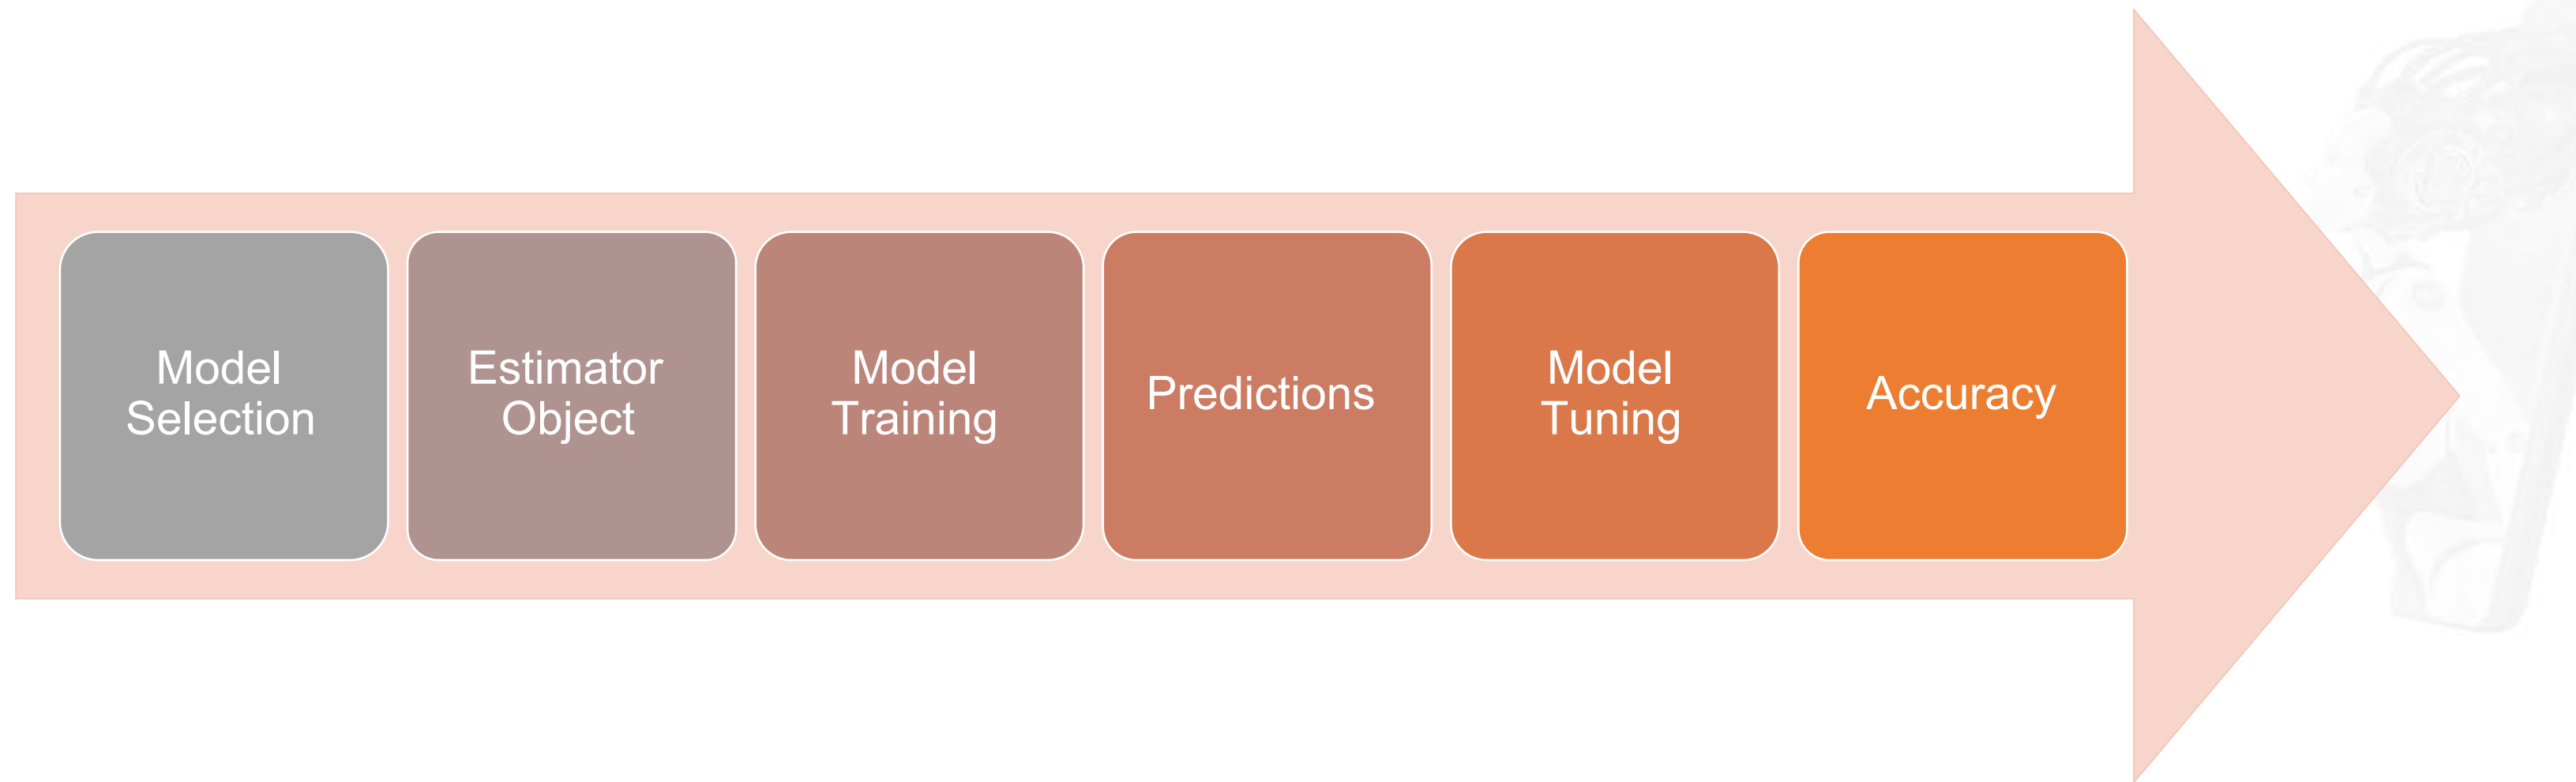 Model
Selection
Estimator
Object
Model
Training
Predictions
Model
Tuning
Accuracy